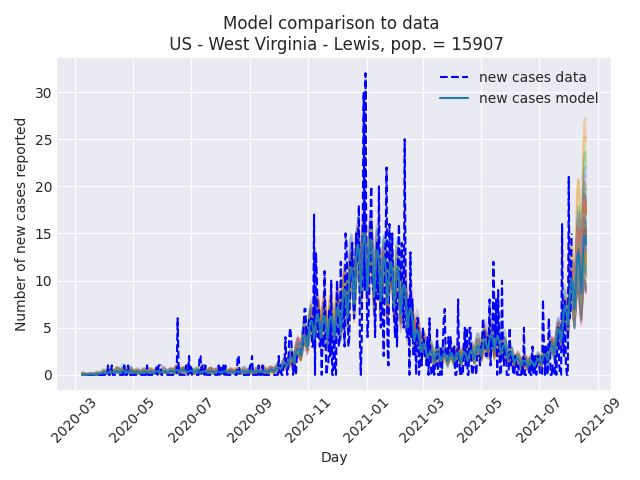 Model comparison to data
US - West Virginia - Lewis, pop. = 15907
new cases data
new cases model
Number of new cases reported
30
25
20
15
10
5
0
2020-03
2020-05
2020-07
2020-09
2020-11
2021-01
2021-03
2021-05
2021-07
2021-09
Day